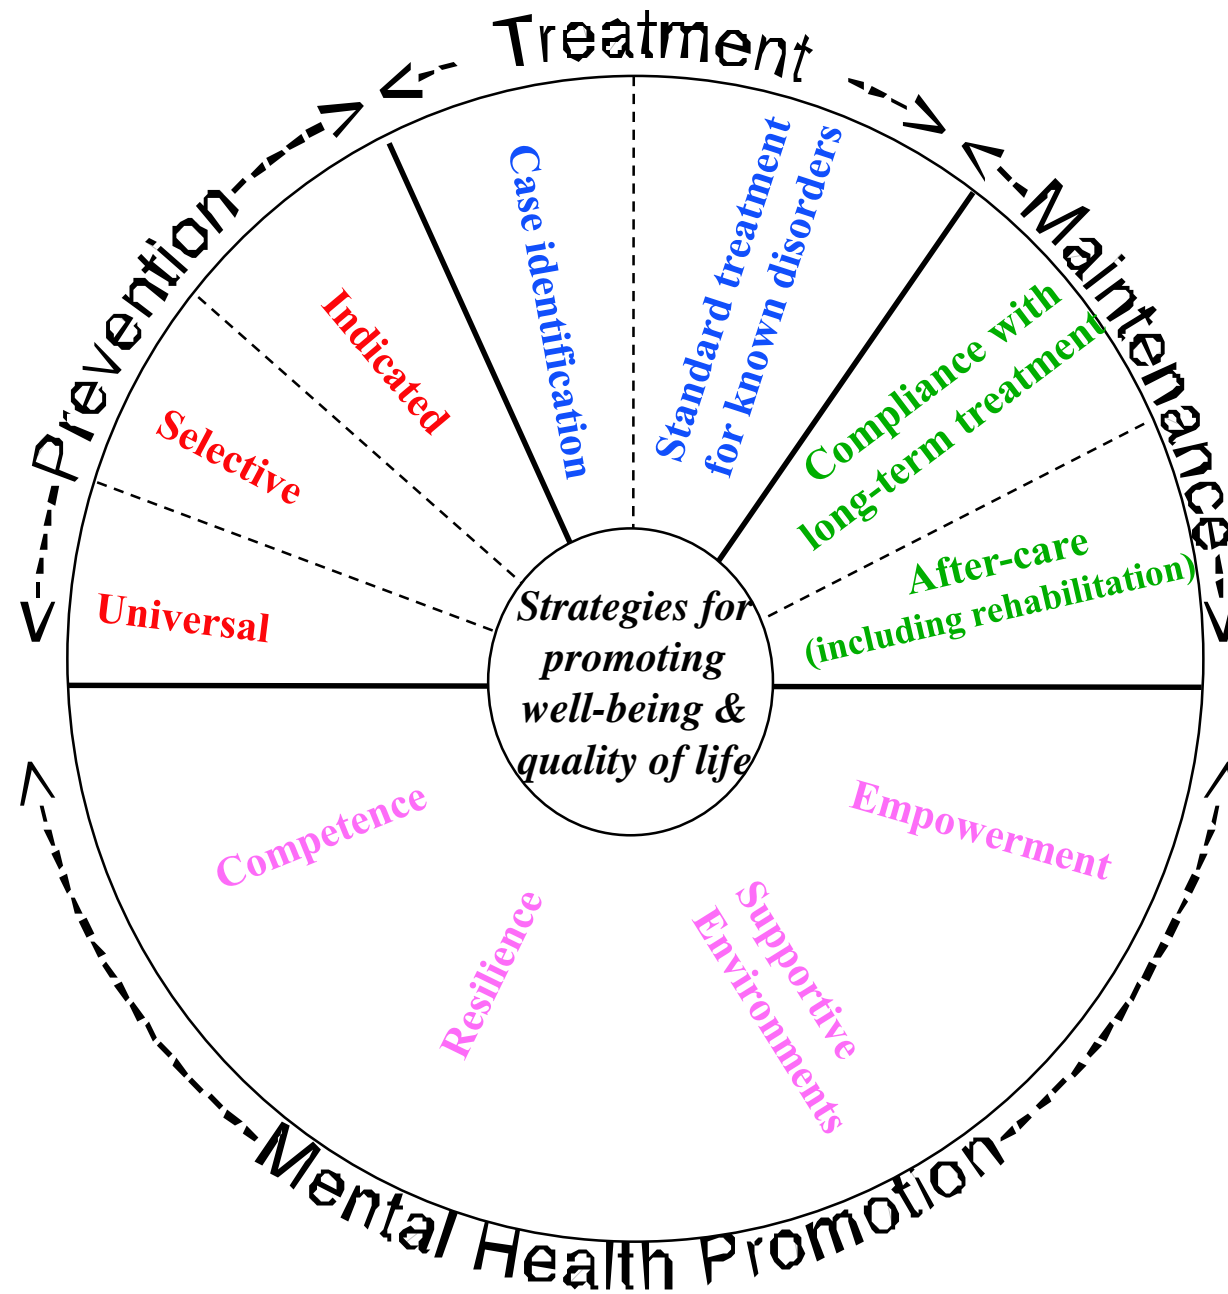 Treatment
Prevention
Maintenance
Case identification
Standard treatment
for known disorders
Indicated
Selective
Universal
Compliance with
long-term treatment
After-care
(including rehabilitation)
Strategies for
promoting
well-being &
quality of life
Competence
Resilience
Supportive
Environments
Empowerment
Mental Health Promotion